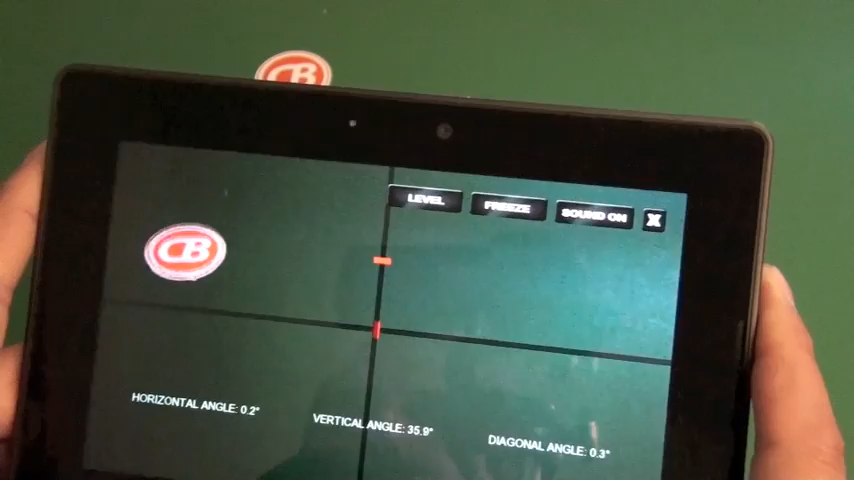 CB
LEVEL
FREEZE
SOUND ON
X
CB
HORIZONTAL ANGLE: 0.2°
VERTICAL ANGLE: 35.9°
DIAGONAL ANGLE: 0.3°